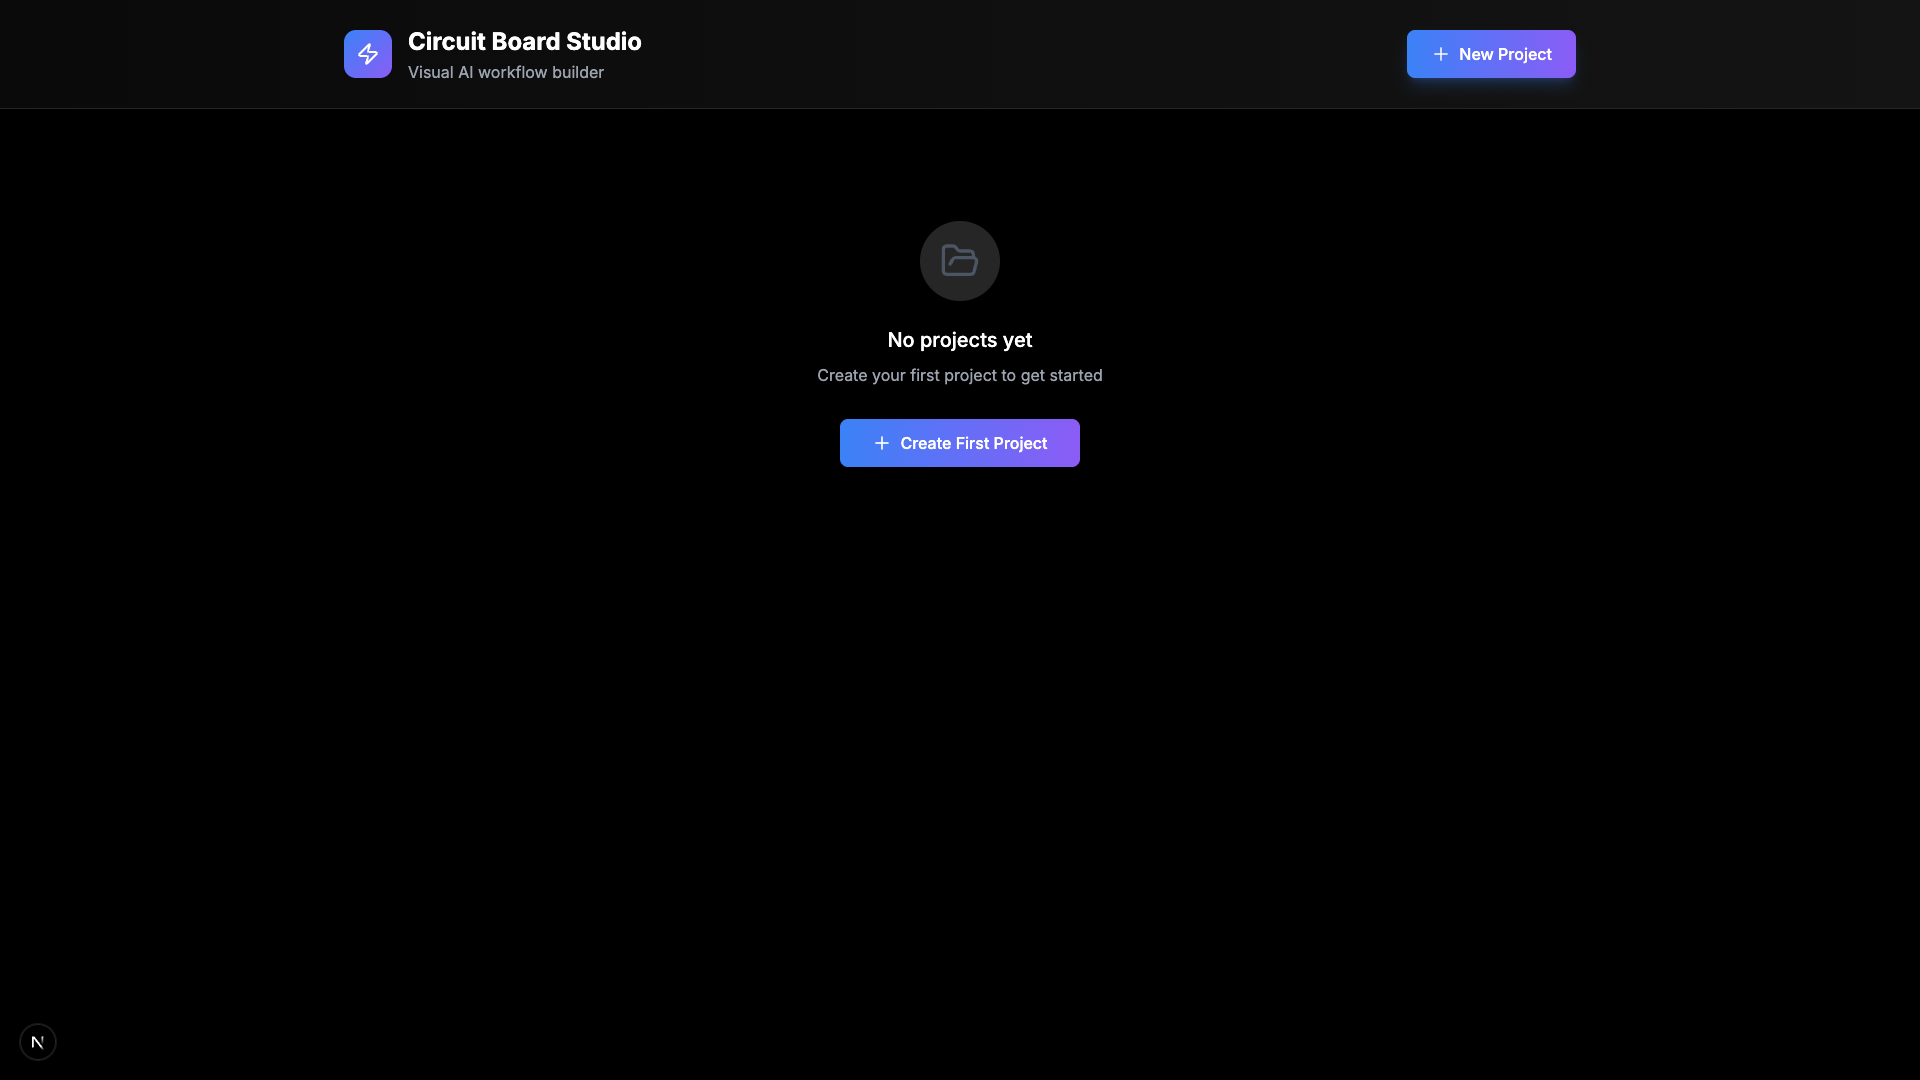 Circuit Board Studio
Visual AI workflow builder
New Project
No projects yet
Create your first project to get started
Create First Project
N